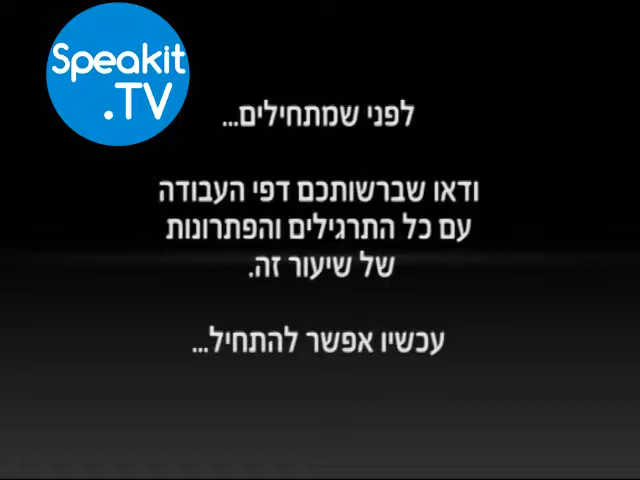 Speakit
.TV
לפני שמתחילים...
ודאו שברשותכם דפי העבודה
עם כל התרגילים והפתרונות
של שיעור זה.
עכשיו אפשר להתחיל...